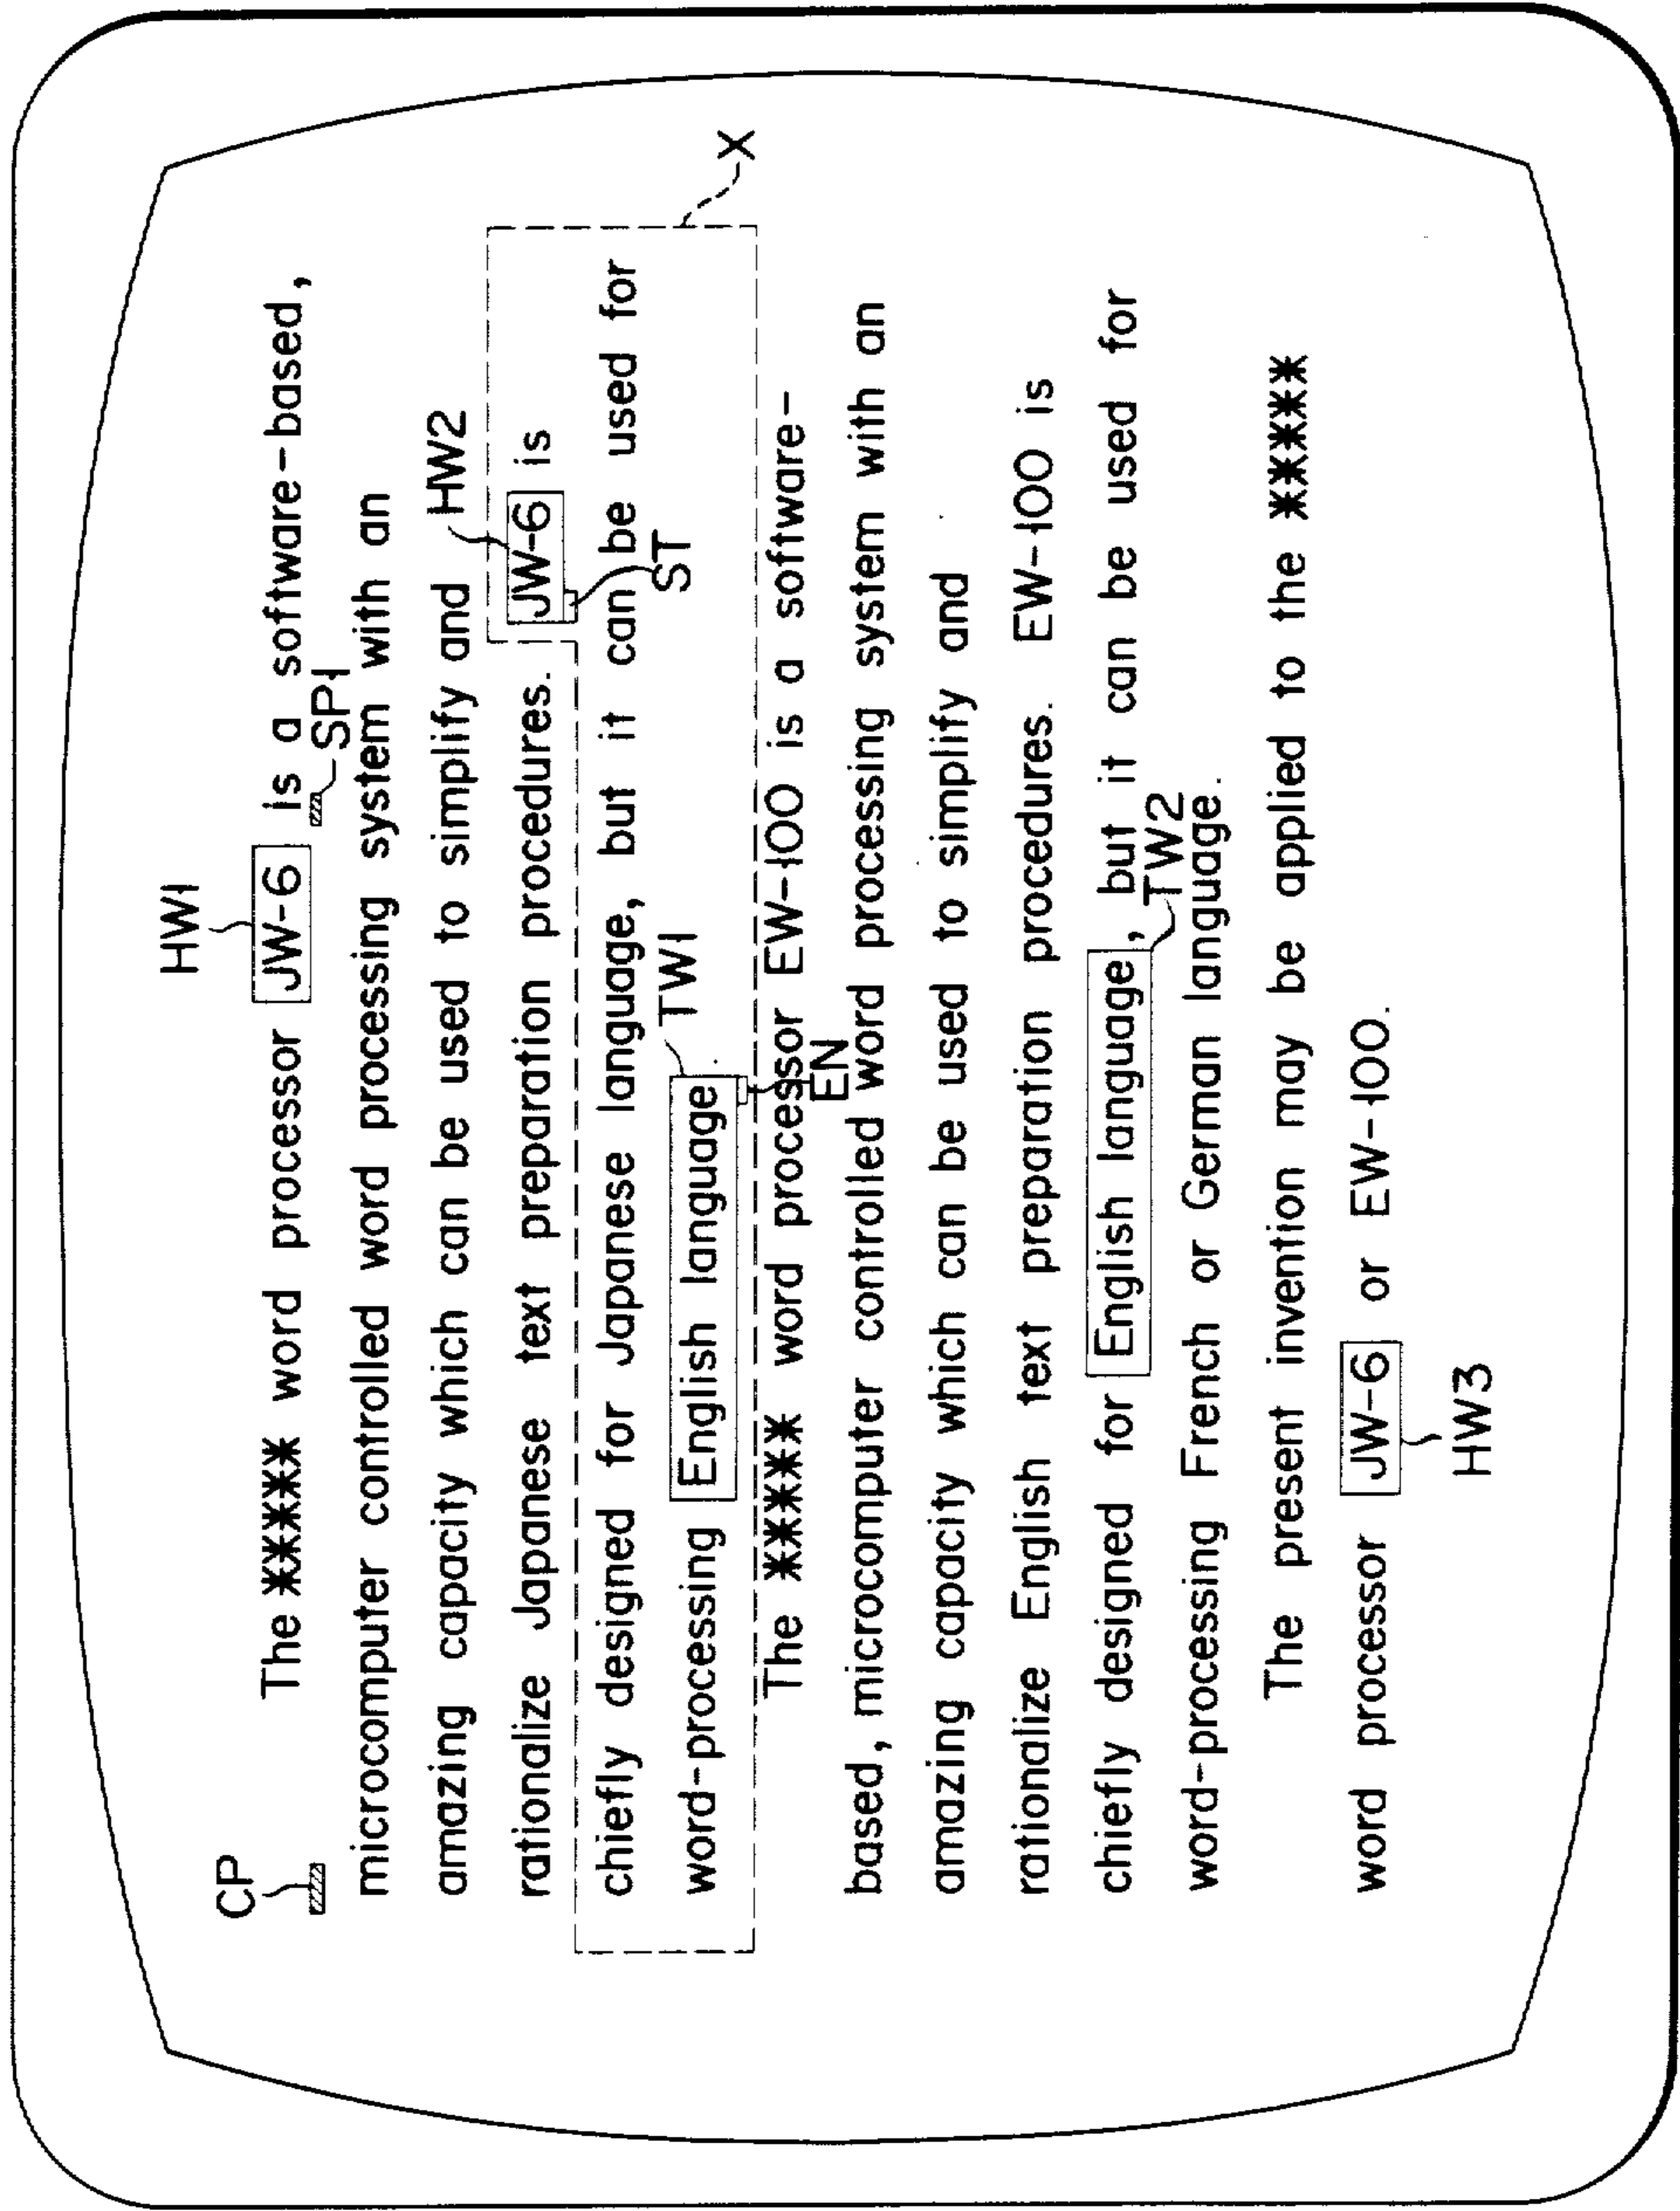 HW1
CP
The ***** word processor JW-6 is a software-based,
SP1
microcomputer controlled word processing system with an
amazing capacity which can be used to simplify and HW2
rationalize Japanese text preparation procedures. JW-6 is
X
chiefly designed for Japanese language, but it can be used for
TW1
ST
word-processing English language.
The ***** word processor EW-100 is a software-
EN
based, microcomputer controlled word processing system with an
amazing capacity which can be used to simplify and
rationalize English text preparation procedures. EW-100 is
chiefly designed for English language, but it can be used for
TW2
word-processing French or German language.
The present invention may be applied to the *****
word processor JW-6 or EW-100.
HW3